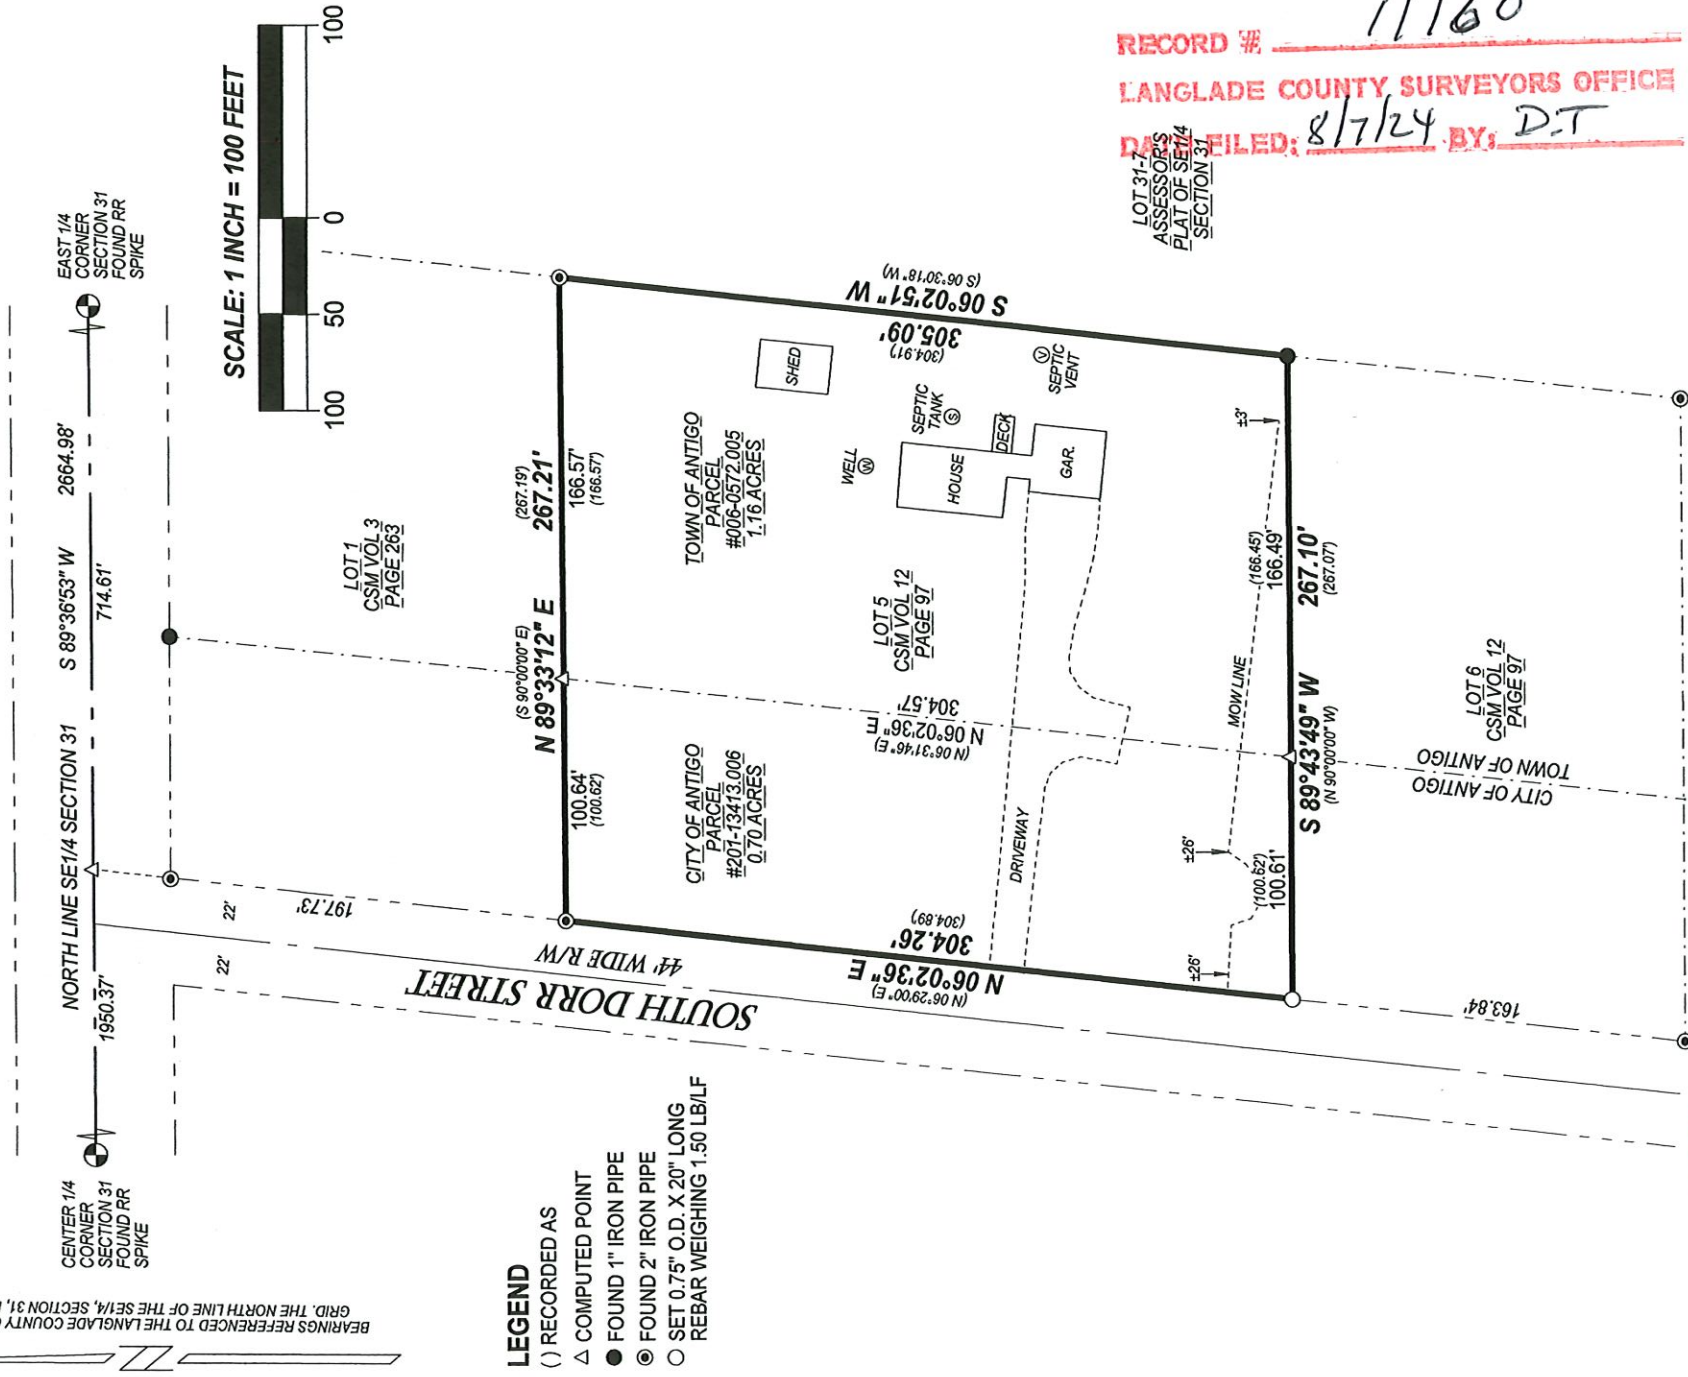 RECORD # 11160
LANGLADE COUNTY SURVEYORS OFFICE
DATE FILED: 8/7/24 BY: D.T
SCALE: 1 INCH = 100 FEET
100 50 0 100
EAST 1/4
CORNER
SECTION 31
FOUND RR
SPIKE
NORTH LINE SE1/4 SECTION 31 S 89°36'53" W 2664.98'
1950.37' 714.61'
CENTER 1/4
CORNER
SECTION 31
FOUND RR
SPIKE
BEARINGS REFERENCED TO THE LANGLADE COUNTY
GRID. THE NORTH LINE OF THE SE1/4, SECTION 31,
LOT 1
CSM VOL 3
PAGE 263
LOT 31-7
ASSESSOR'S
PLAT OF SE1/4
SECTION 31
22'
22'
197.73'
(S 90°00'00" E) (267.19')
N 89°33'12" E 267.21'
100.64' 166.57'
(100.62') (166.57')
CITY OF ANTIGO
PARCEL
#201-13413.006
0.70 ACRES
TOWN OF ANTIGO
PARCEL
#006-0572.005
1.16 ACRES
SHED
S 06°02'51" W
(S 06°30'18" W)
305.09'
(304.91')
WELL
W
SEPTIC
TANK
S
HOUSE
DECK
GAR.
V
SEPTIC
VENT
LOT 5
CSM VOL 12
PAGE 97
304.57'
N 06°02'36" E
(N 06°31'46" E)
SOUTH DORR STREET
44' WIDE R/W
(304.89')
304.26'
N 06°02'36" E
(N 06°29'00" E)
DRIVEWAY
MOW LINE
±26'
±26'
±3'
(100.62') (166.45')
100.61' 166.49'
S 89°43'49" W 267.10'
(N 90°00'00" W) (267.07')
163.84'
TOWN OF ANTIGO
CITY OF ANTIGO
LOT 6
CSM VOL 12
PAGE 97
LEGEND
( ) RECORDED AS
COMPUTED POINT
FOUND 1" IRON PIPE
FOUND 2" IRON PIPE
SET 0.75" O.D. X 20" LONG
REBAR WEIGHING 1.50 LB/LF